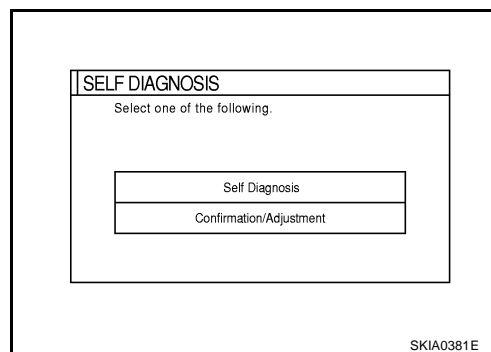 SELF DIAGNOSIS
Select one of the following.
Self Diagnosis
Confirmation/Adjustment
SKIA0381E